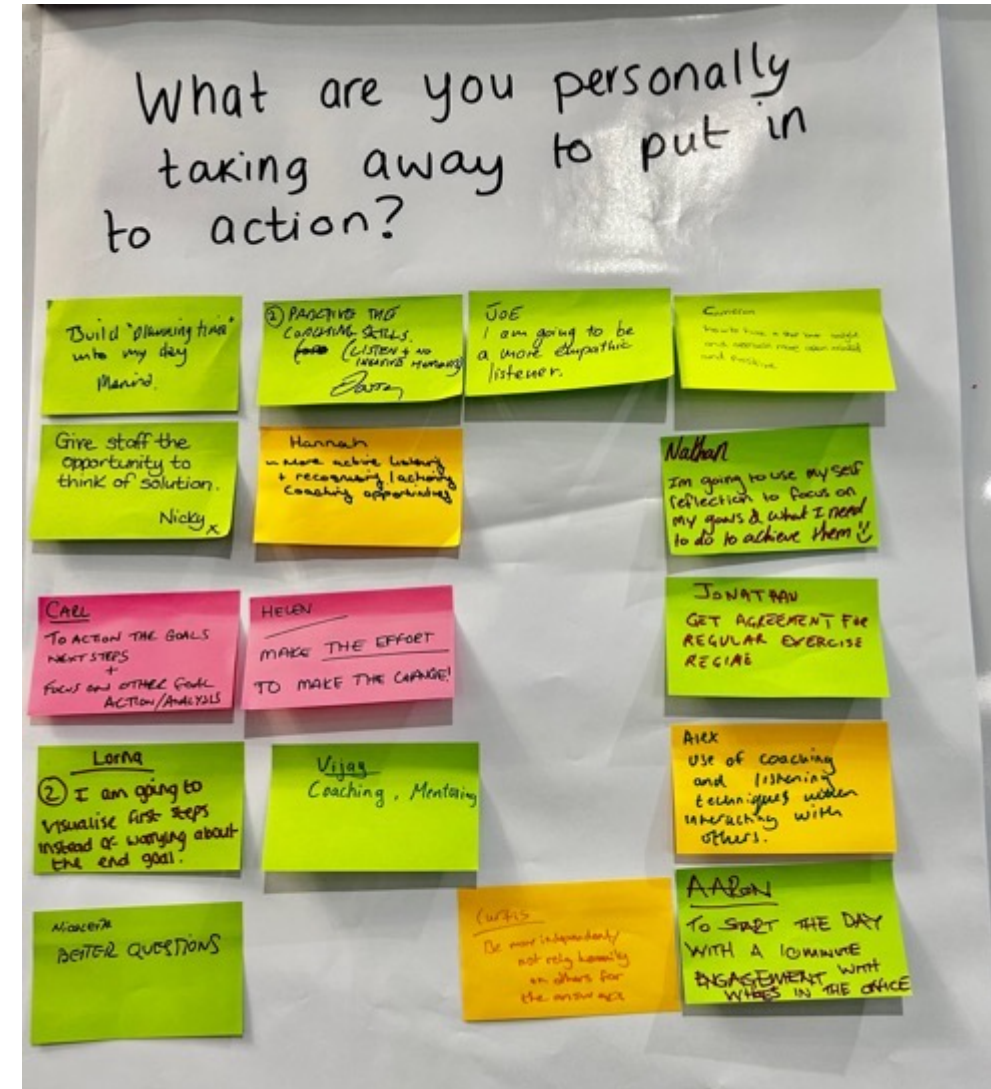 What are you personally
taking away to put in
to action?
Build "planning time"
into my day
② PRACTIVE THE
COACHING SKILLS.
(LISTEN + NO
JOE
I am going to be
a more empathic
listener.
Cameron
and positive
Give staff the
opportunity to
think of solution.
Nicky x
Hannah
~ More active listening
+ recognising / actioning
coaching opportunities
Nathan
Im going to use my self
reflection to focus on
my goals & what I need
to do to achieve them
CARL
TO ACTION THE GOALS
NEXT STEPS
+
FOCUS ON OTHER GOAL
ACTION/ANALYSIS
HELEN
MAKE THE EFFORT
TO MAKE THE CHANGE!
JONATHAN
GET AGREEMENT FOR
REGULAR EXERCISE
REGIME
Lorna
② I am going to
visualise first steps
instead of worrying about
the end goal.
Vijay
Coaching, Mentoring
Alex
Use of coaching
and listening
techniques when
interacting with
others.
BETTER QUESTIONS
Curtis
Be more independent/
not rely heavily
on others for
the answers
AARON
TO START THE DAY
WITH A 10 MINUTE
ENGAGEMENT WITH
IN THE OFFICE